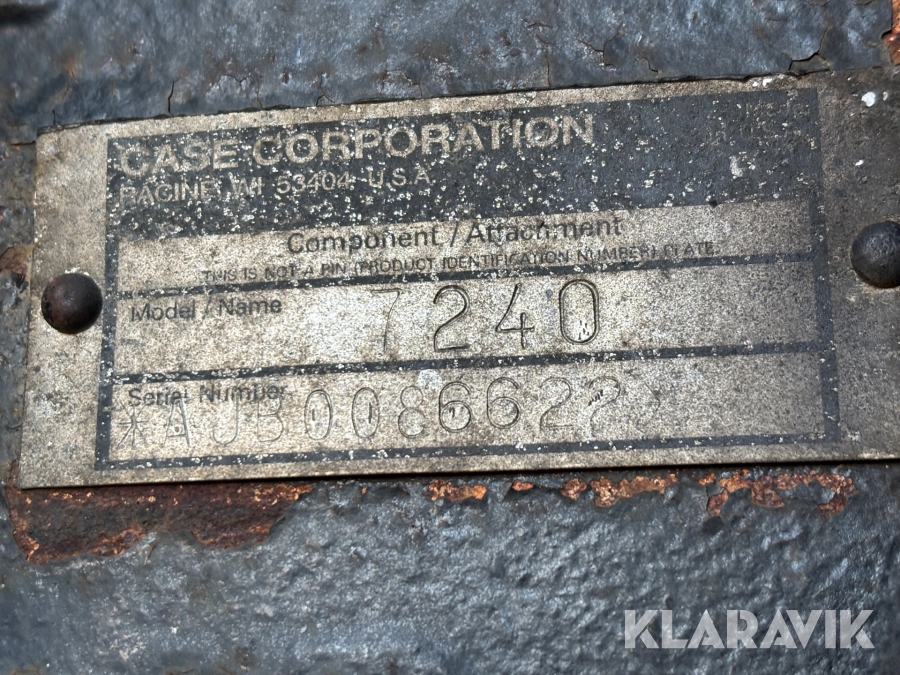 CASE CORPORATION
RACINE, WI 53404 U.S.A.
Component / Attachment
THIS IS NOT A PIN (PRODUCT IDENTIFICATION NUMBER) PLATE
Model / Name 7240
Serial Number
*AJB0086622
KLARAVIK